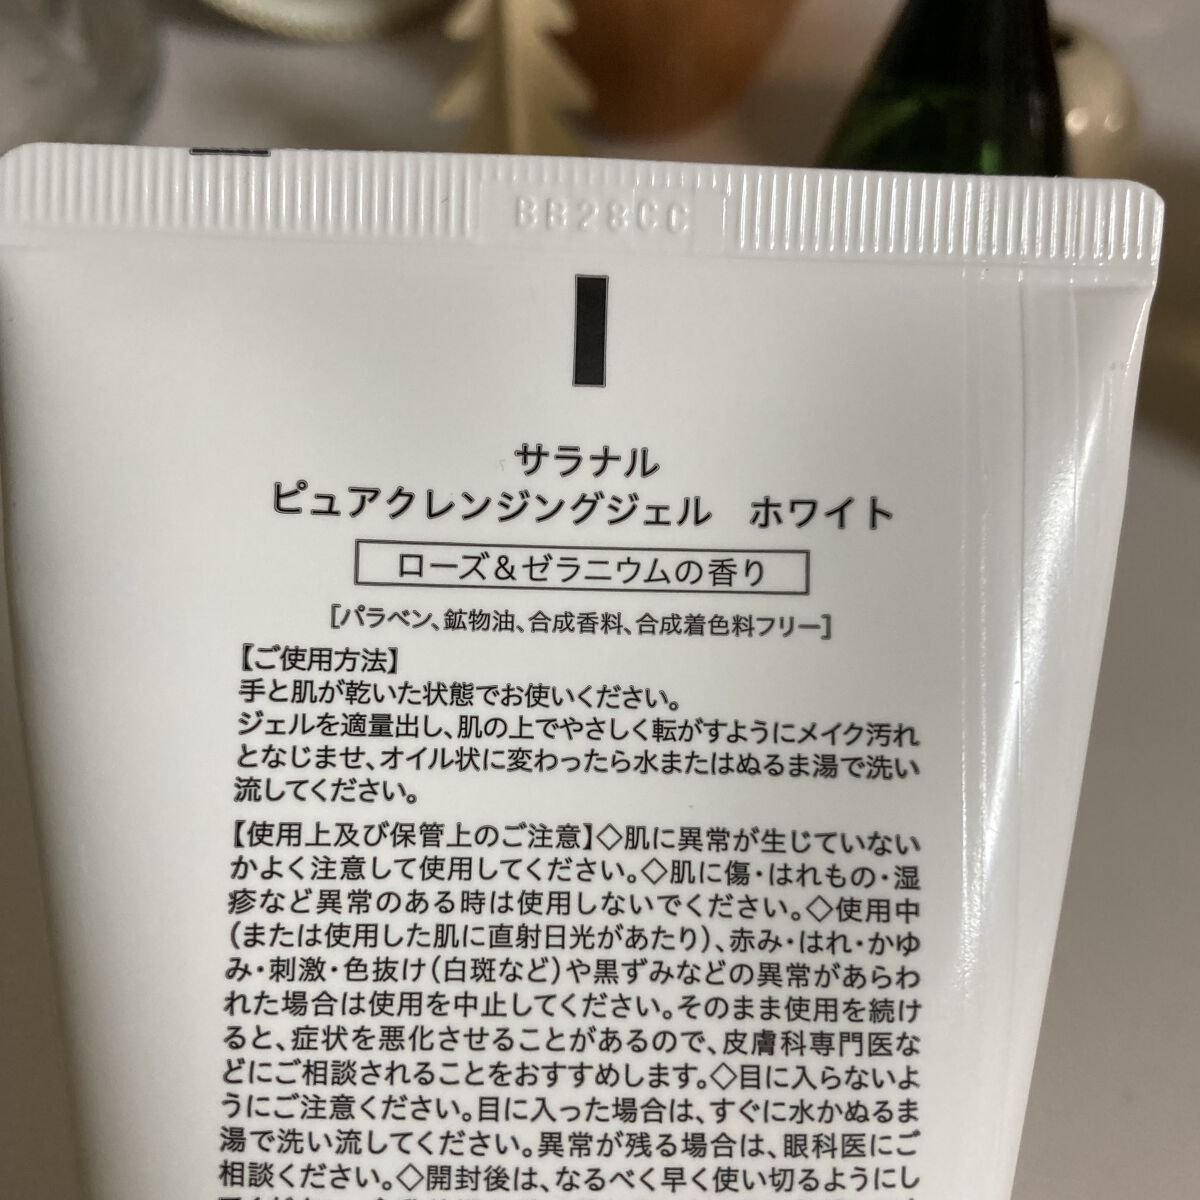 BB28CC
サラナル
ピュアクレンジングジェル　ホワイト
ローズ＆ゼラニウムの香り
[パラベン、鉱物油、合成香料、合成着色料フリー]
【ご使用方法】
手と肌が乾いた状態でお使いください。
ジェルを適量出し、肌の上でやさしく転がすようにメイク汚れ
となじませ、オイル状に変わったら水またはぬるま湯で洗い
流してください。
【使用上及び保管上のご注意】◇肌に異常が生じていない
かよく注意して使用してください。◇肌に傷・はれもの・湿
疹など異常のある時は使用しないでください。◇使用中
(または使用した肌に直射日光があたり)、赤み・はれ・かゆ
み・刺激・色抜け(白斑など)や黒ずみなどの異常があらわ
れた場合は使用を中止してください。そのまま使用を続け
ると、症状を悪化させることがあるので、皮膚科専門医な
どにご相談されることをおすすめします。◇目に入らないよ
うにご注意ください。目に入った場合は、すぐに水かぬるま
湯で洗い流してください。異常が残る場合は、眼科医にご
相談ください。◇開封後は、なるべく早く使い切るようにし